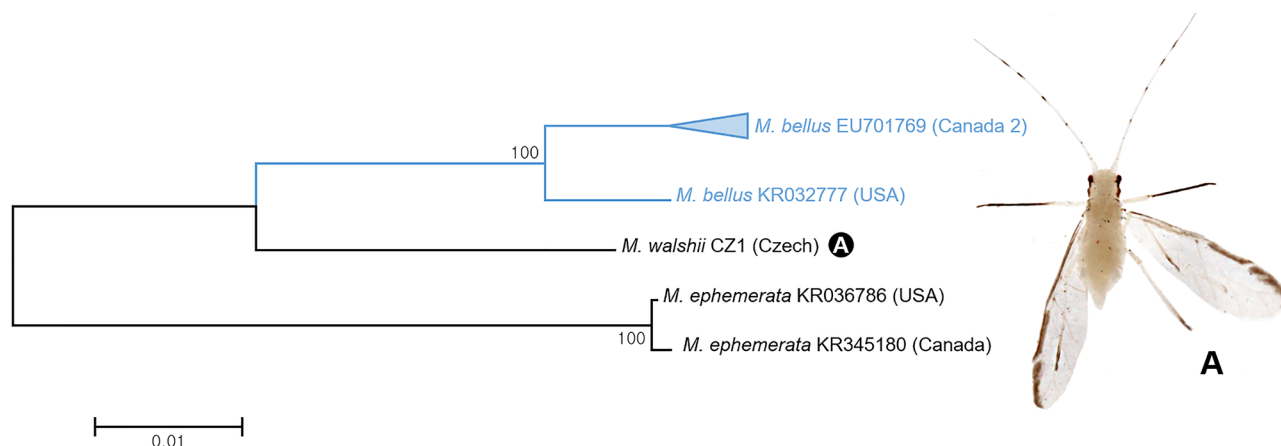 M. bellus EU701769 (Canada 2)
100
M. bellus KR032777 (USA)
M. walshii CZ1 (Czech) A
M. ephemerata KR036786 (USA)
100
M. ephemerata KR345180 (Canada)
A
0.01